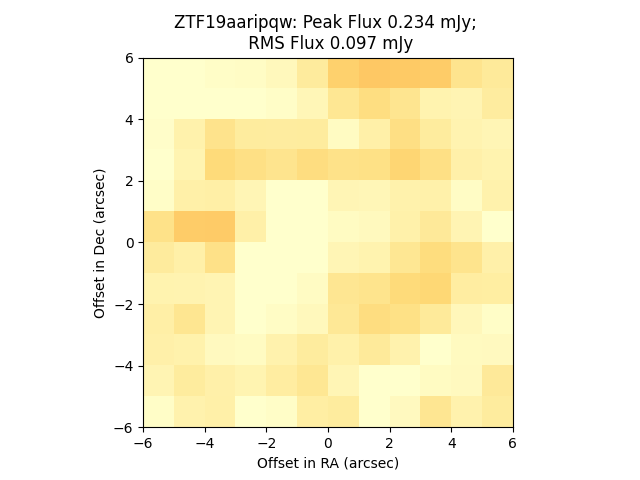 ZTF19aaripqw: Peak Flux 0.234 mJy;
RMS Flux 0.097 mJy
6
4
2
0
−2
−4
−6
Offset in Dec (arcsec)
−6 −4 −2 0 2 4 6
Offset in RA (arcsec)